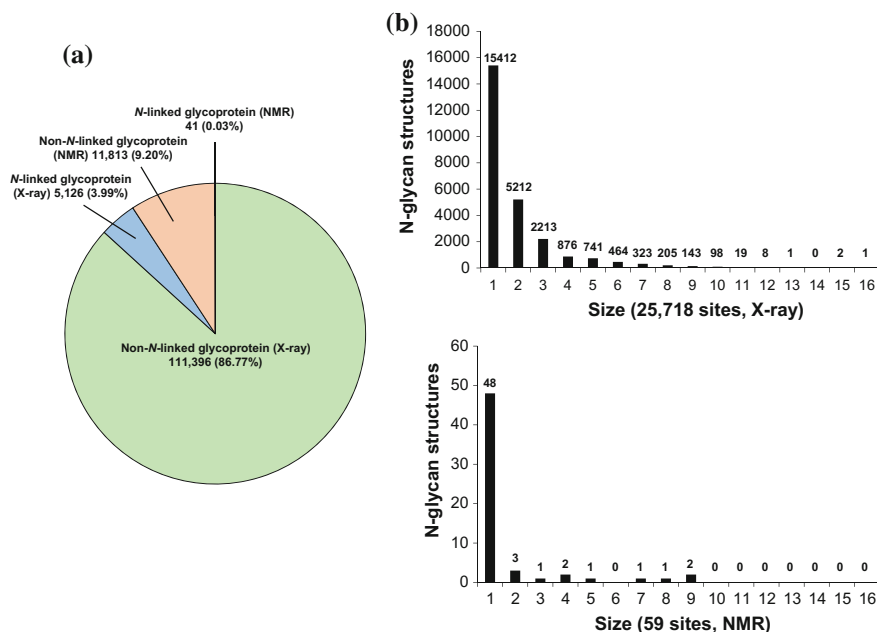 (a)
N-linked glycoprotein (NMR)
41 (0.03%)
Non-N-linked glycoprotein
(NMR) 11,813 (9.20%)
N-linked glycoprotein
(X-ray) 5,126 (3.99%)
Non-N-linked glycoprotein (X-ray)
111,396 (86.77%)
(b)
N-glycan structures
18000
16000
14000
12000
10000
8000
6000
4000
2000
0
15412 5212 2213 876 741 464 323 205 143 98 19 8 1 0 2 1
1 2 3 4 5 6 7 8 9 10 11 12 13 14 15 16
Size (25,718 sites, X-ray)
N-glycan structures
60
50
40
30
20
10
0
48 3 1 2 1 0 1 1 2 0 0 0 0 0 0 0
1 2 3 4 5 6 7 8 9 10 11 12 13 14 15 16
Size (59 sites, NMR)